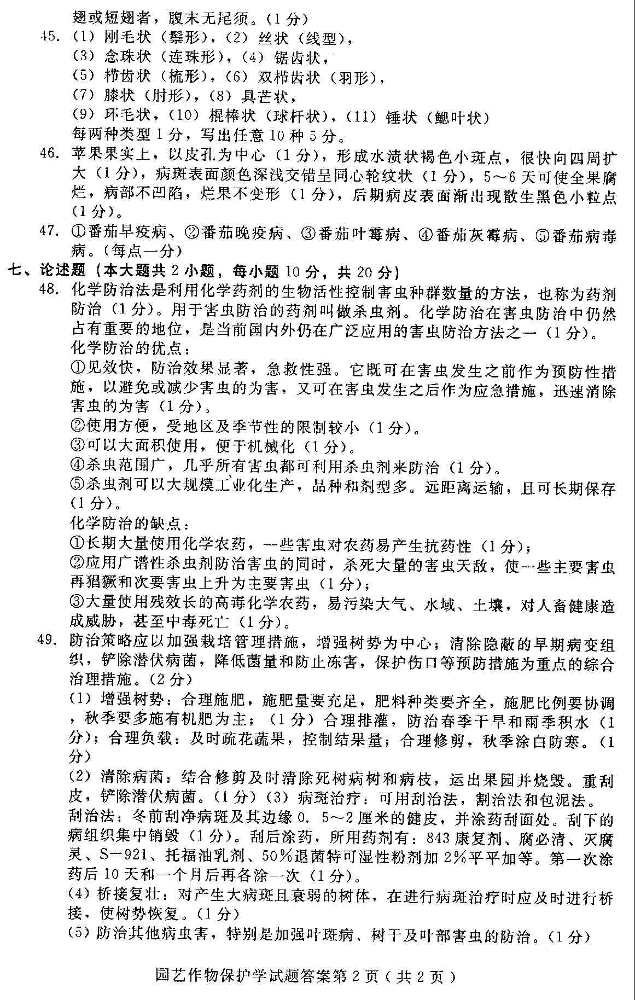 翅或短翅者，腹末无尾须。（1 分）
45. （1）刚毛状（鬃形），（2）丝状（线型），
（3）念珠状（连珠形），（4）锯齿状，
（5）栉齿状（梳形），（6）双栉齿状（羽形），
（7）膝状（肘形），（8）具芒状，
（9）环毛状，（10）棍棒状（球杆状），（11）锤状（鳃叶状）
每两种类型 1 分，写出任意 10 种 5 分。
46. 苹果果实上，以皮孔为中心（1 分），形成水渍状褐色小斑点，很快向四周扩
大（1 分），病斑表面颜色深浅交错呈同心轮纹状（1 分），5～6 天可使全果腐
烂，病部不凹陷，烂果不变形（1 分），后期病皮表面渐出现散生黑色小粒点
（1 分）。
47. ①番茄早疫病、②番茄晚疫病、③番茄叶霉病、④番茄灰霉病、⑤番茄病毒
病。（每点一分）
七、论述题（本大题共 2 小题，每小题 10 分，共 20 分）
48. 化学防治法是利用化学药剂的生物活性控制害虫种群数量的方法，也称为药剂
防治（1 分）。用于害虫防治的药剂叫做杀虫剂。化学防治在害虫防治中仍然
占有重要的地位，是当前国内外仍在广泛应用的害虫防治方法之一（1 分）。
化学防治的优点：
①见效快，防治效果显著，急救性强。它既可在害虫发生之前作为预防性措
施，以避免或减少害虫的为害，又可在害虫发生之后作为应急措施，迅速消除
害虫的为害（1 分）。
②使用方便，受地区及季节性的限制较小（1 分）。
③可以大面积使用，便于机械化（1 分）。
④杀虫范围广，几乎所有害虫都可利用杀虫剂来防治（1 分）。
⑤杀虫剂可以大规模工业化生产，品种和剂型多。远距离运输，且可长期保存
（1 分）。
化学防治的缺点：
①长期大量使用化学农药，一些害虫对农药易产生抗药性（1 分）；
②应用广谱性杀虫剂防治害虫的同时，杀死大量的害虫天敌，使一些主要害虫
再猖獗和次要害虫上升为主要害虫（1 分）；
③大量使用残效长的高毒化学农药，易污染大气、水域、土壤，对人畜健康造
成威胁，甚至中毒死亡（1 分）。
49. 防治策略应以加强栽培管理措施，增强树势为中心；清除隐蔽的早期病变组
织，铲除潜伏病菌，降低菌量和防止冻害，保护伤口等预防措施为重点的综合
治理措施。（2 分）
（1）增强树势：合理施肥，施肥量要充足，肥料种类要齐全，施肥比例要协调
，秋季要多施有机肥为主；（1 分）合理排灌，防治春季干旱和雨季积水（1
分）；合理负载：及时疏花蔬果，控制结果量；合理修剪，秋季涂白防寒。（1
分）
（2）清除病菌：结合修剪及时清除死树病树和病枝，运出果园并烧毁。重刮
皮，铲除潜伏病菌。（1 分）（3）病斑治疗：可用刮治法，割治法和包泥法。
刮治法：冬前刮净病斑及其边缘 0. 5～2 厘米的健皮，并涂药刮面处。刮下的
病组织集中销毁（1 分）。刮后涂药，所用药剂有：843 康复剂、腐必清、灭腐
灵、S－921、托福油乳剂、50％退菌特可湿性粉剂加 2％平平加等。第一次涂
药后 10 天和一个月后再各涂一次（1 分）。
（4）桥接复壮：对产生大病斑且衰弱的树体，在进行病斑治疗时应及时进行桥
接，使树势恢复。（1 分）
（5）防治其他病虫害，特别是加强叶斑病、树干及叶部害虫的防治。（1 分）
园艺作物保护学试题答案第 2 页（共 2 页）